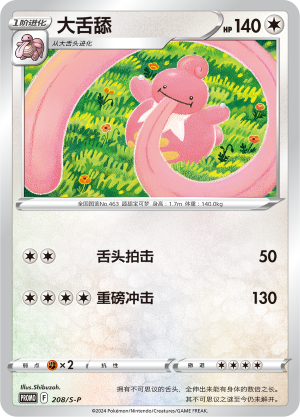 1阶进化
大舌舔
HP 140
从大舌头进化
全国图鉴No.463 圆舔宝可梦 身高：1.7m 体重：140.0kg
舌头拍击 50
重磅冲击 130
弱点 ×2 抗性 撤退
Illus.Shibuzoh.
PROMO F 208/S-P
拥有不可思议的舌头，全伸出来能有身体的数倍之长。
其不可思议之谜至今仍未解开。
©2024 Pokémon/Nintendo/Creatures/GAME FREAK.